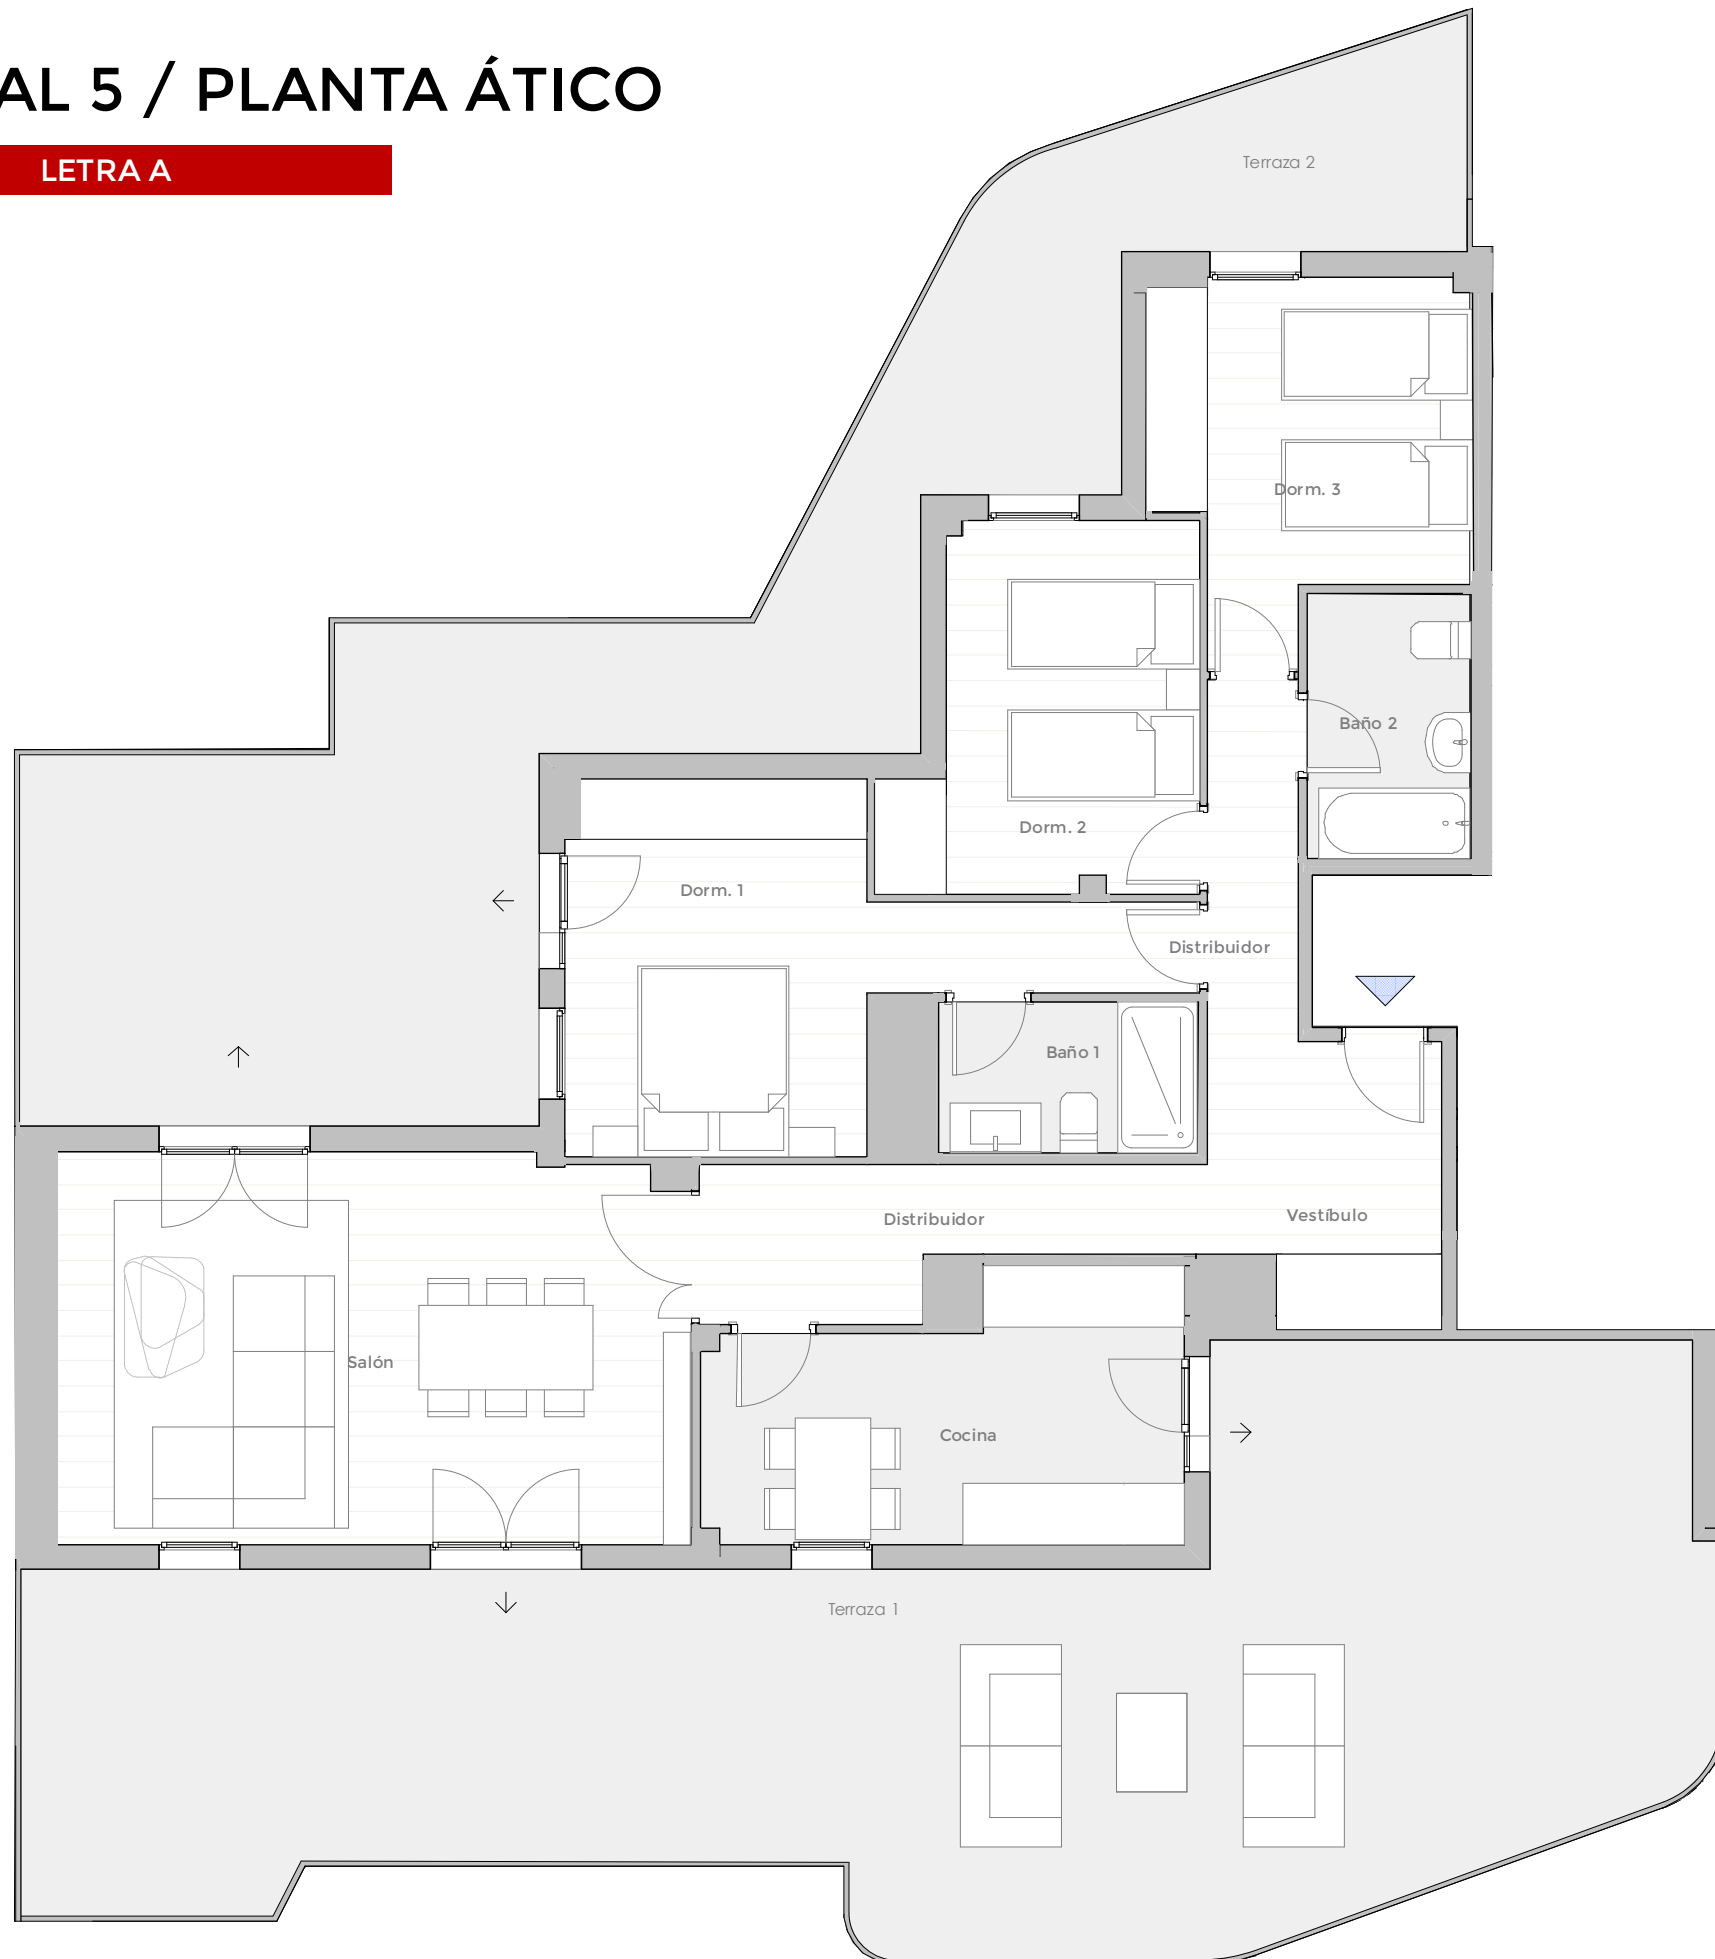 AL 5 / PLANTA ÁTICO
LETRA A
Terraza 2
Dorm. 3
Baño 2
Dorm. 2
Dorm. 1
Distribuidor
Baño 1
Distribuidor
Vestíbulo
Salón
Cocina
Terraza 1